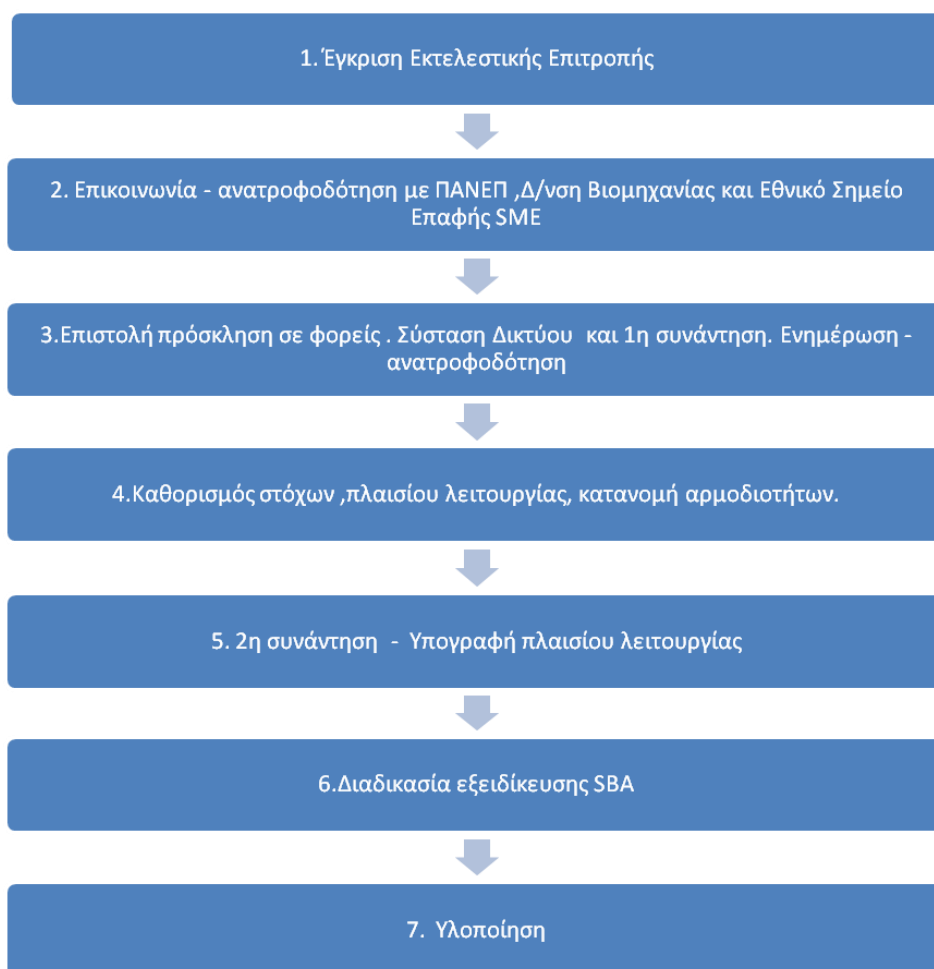 1. Έγκριση Εκτελεστικής Επιτροπής
2. Επικοινωνία - ανατροφοδότηση με ΠΑΝΕΠ ,Δ/νση Βιομηχανίας και Εθνικό Σημείο
Επαφής SME
3.Επιστολή πρόσκληση σε φορείς . Σύσταση Δικτύου και 1η συνάντηση. Ενημέρωση -
ανατροφοδότηση
4.Καθορισμός στόχων ,πλαισίου λειτουργίας, κατανομή αρμοδιοτήτων.
5. 2η συνάντηση - Υπογραφή πλαισίου λειτουργίας
6.Διαδικασία εξειδίκευσης SBA
7. Υλοποίηση